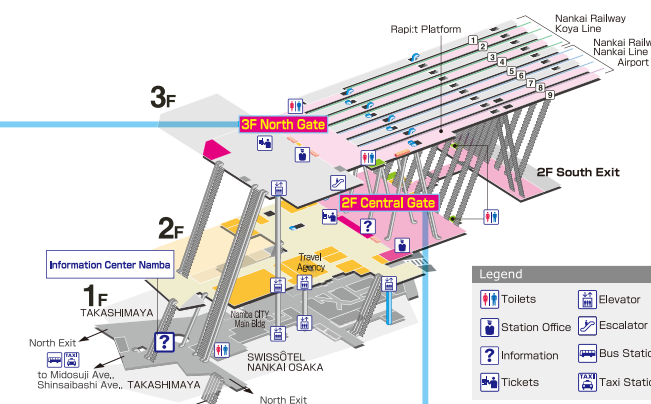 Nankai Railway
Koya Line
Rapi:t Platform
Nankai
Nankai Line
Airport
1
2
3
4
5
6
7
8
9
3F
3F North Gate
2F South Exit
2F Central Gate
2F
Information Center Namba
?
Travel
Agency
1F
TAKASHIMAYA
Namba CITY
Main Bldg
North Exit
?
TAXI
to Midosuji Ave.,
Shinsaibashi Ave.,
TAKASHIMAYA
SWISSÔTEL
NANKAI OSAKA
North Exit
Legend
Toilets
Elevator
Station Office
Escalator
? Information
Bus Stati
Tickets
TAXI Taxi Stati